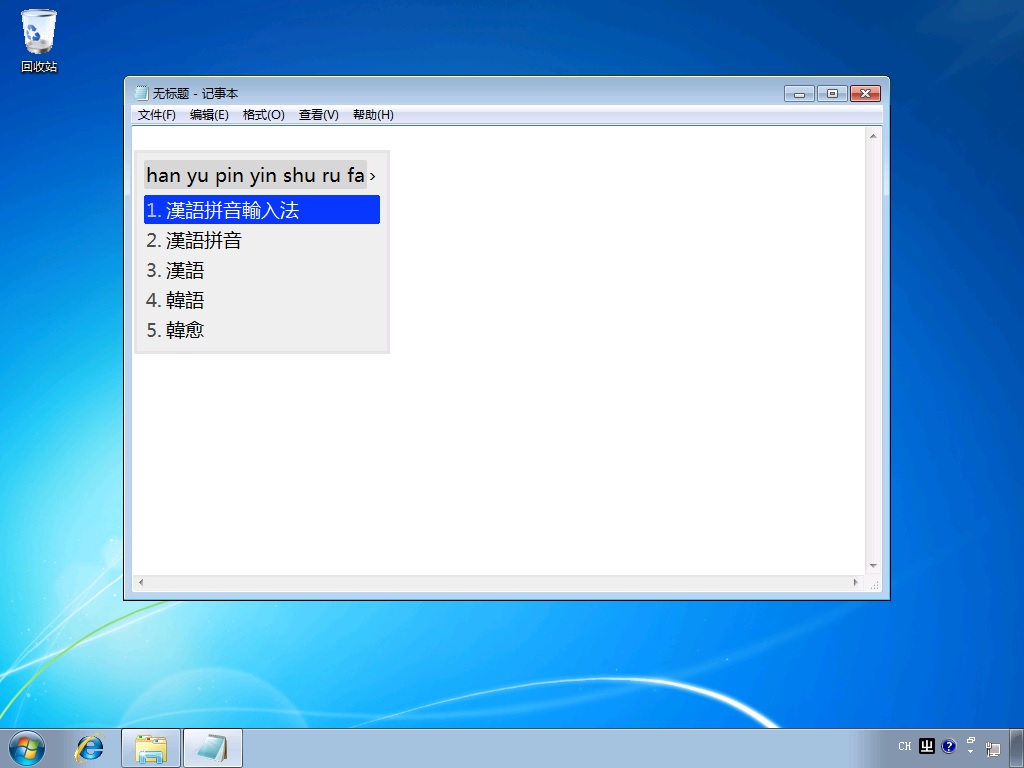 回收站
无标题 - 记事本
文件(F) 编辑(E) 格式(O) 查看(V) 帮助(H)
han yu pin yin shu ru fa ›
1. 漢語拼音輸入法
2. 漢語拼音
3. 漢語
4. 韓語
5. 韓愈
CH